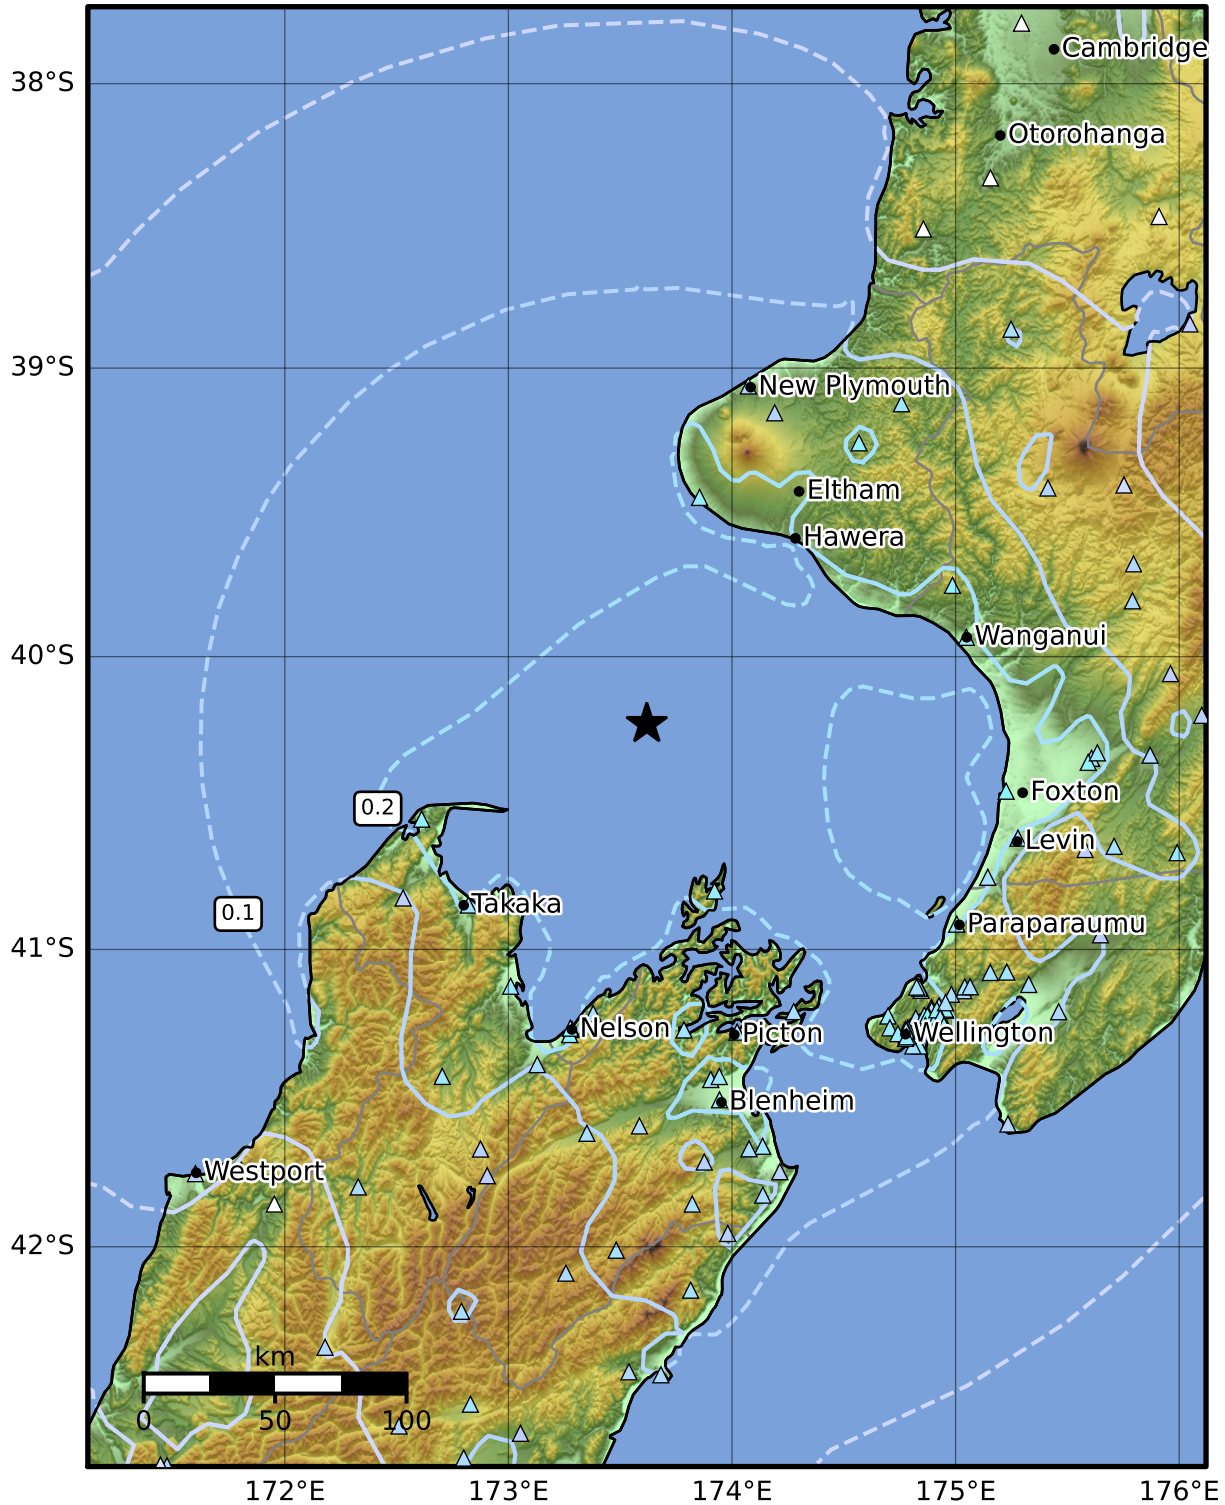 Cambridge
38°S
Otorohanga
39°S
New Plymouth
Eltham
Hawera
Wanganui
40°S
Foxton
0.2
Levin
Takaka
0.1
Paraparaumu
41°S
Nelson
Picton
Wellington
Blenheim
Westport
42°S
km
0 50 100
172°E 173°E 174°E 175°E 176°E